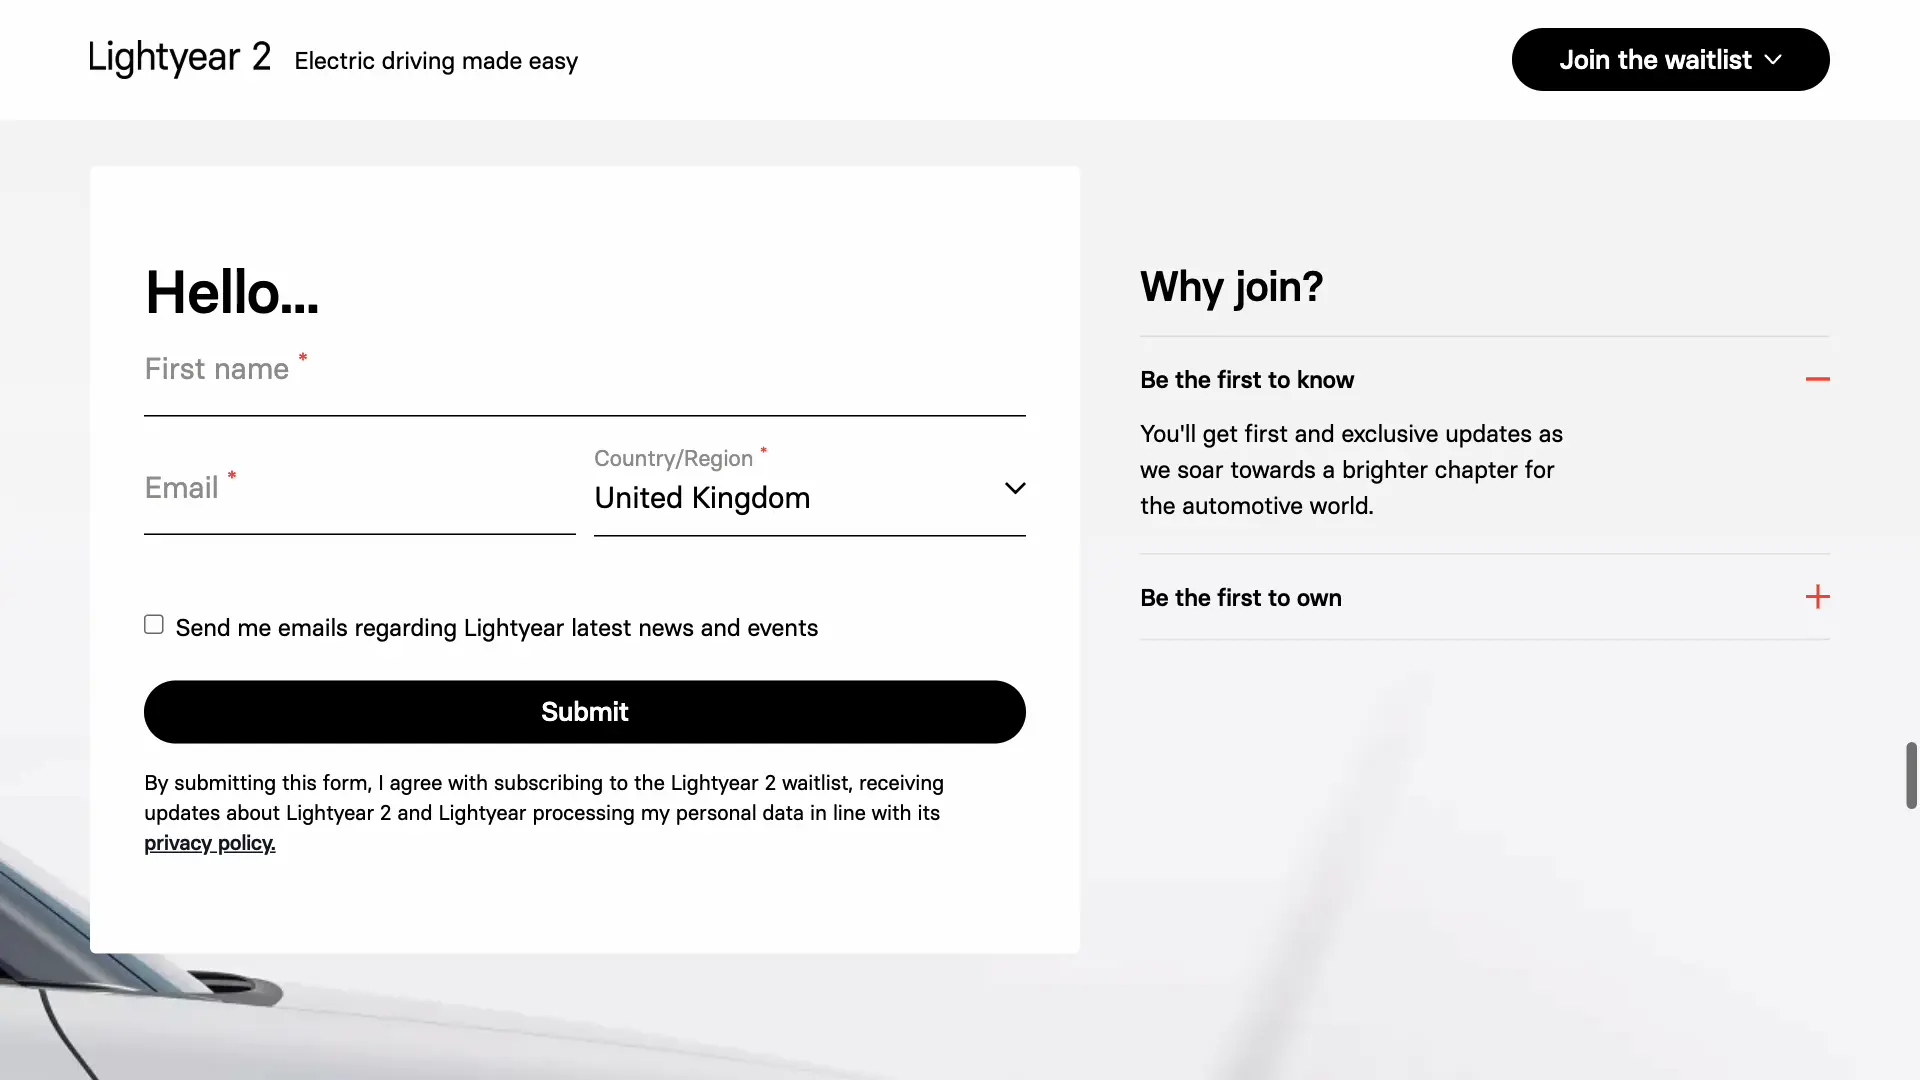 Lightyear 2 Electric driving made easy
Join the waitlist
Hello...
First name *
Email *
Country/Region *
United Kingdom
Send me emails regarding Lightyear latest news and events
Submit
By submitting this form, I agree with subscribing to the Lightyear 2 waitlist, receiving
updates about Lightyear 2 and Lightyear processing my personal data in line with its
privacy policy.
Why join?
Be the first to know
You'll get first and exclusive updates as
we soar towards a brighter chapter for
the automotive world.
Be the first to own